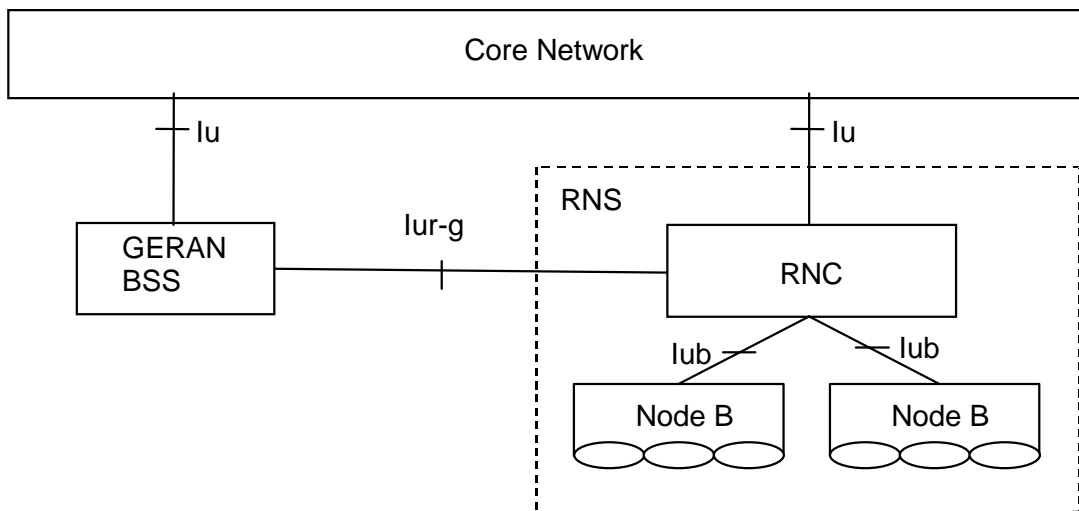 Core Network
Iu
Iu
RNS
Iur-g
GERAN
BSS
RNC
Iub
Iub
Node B
Node B